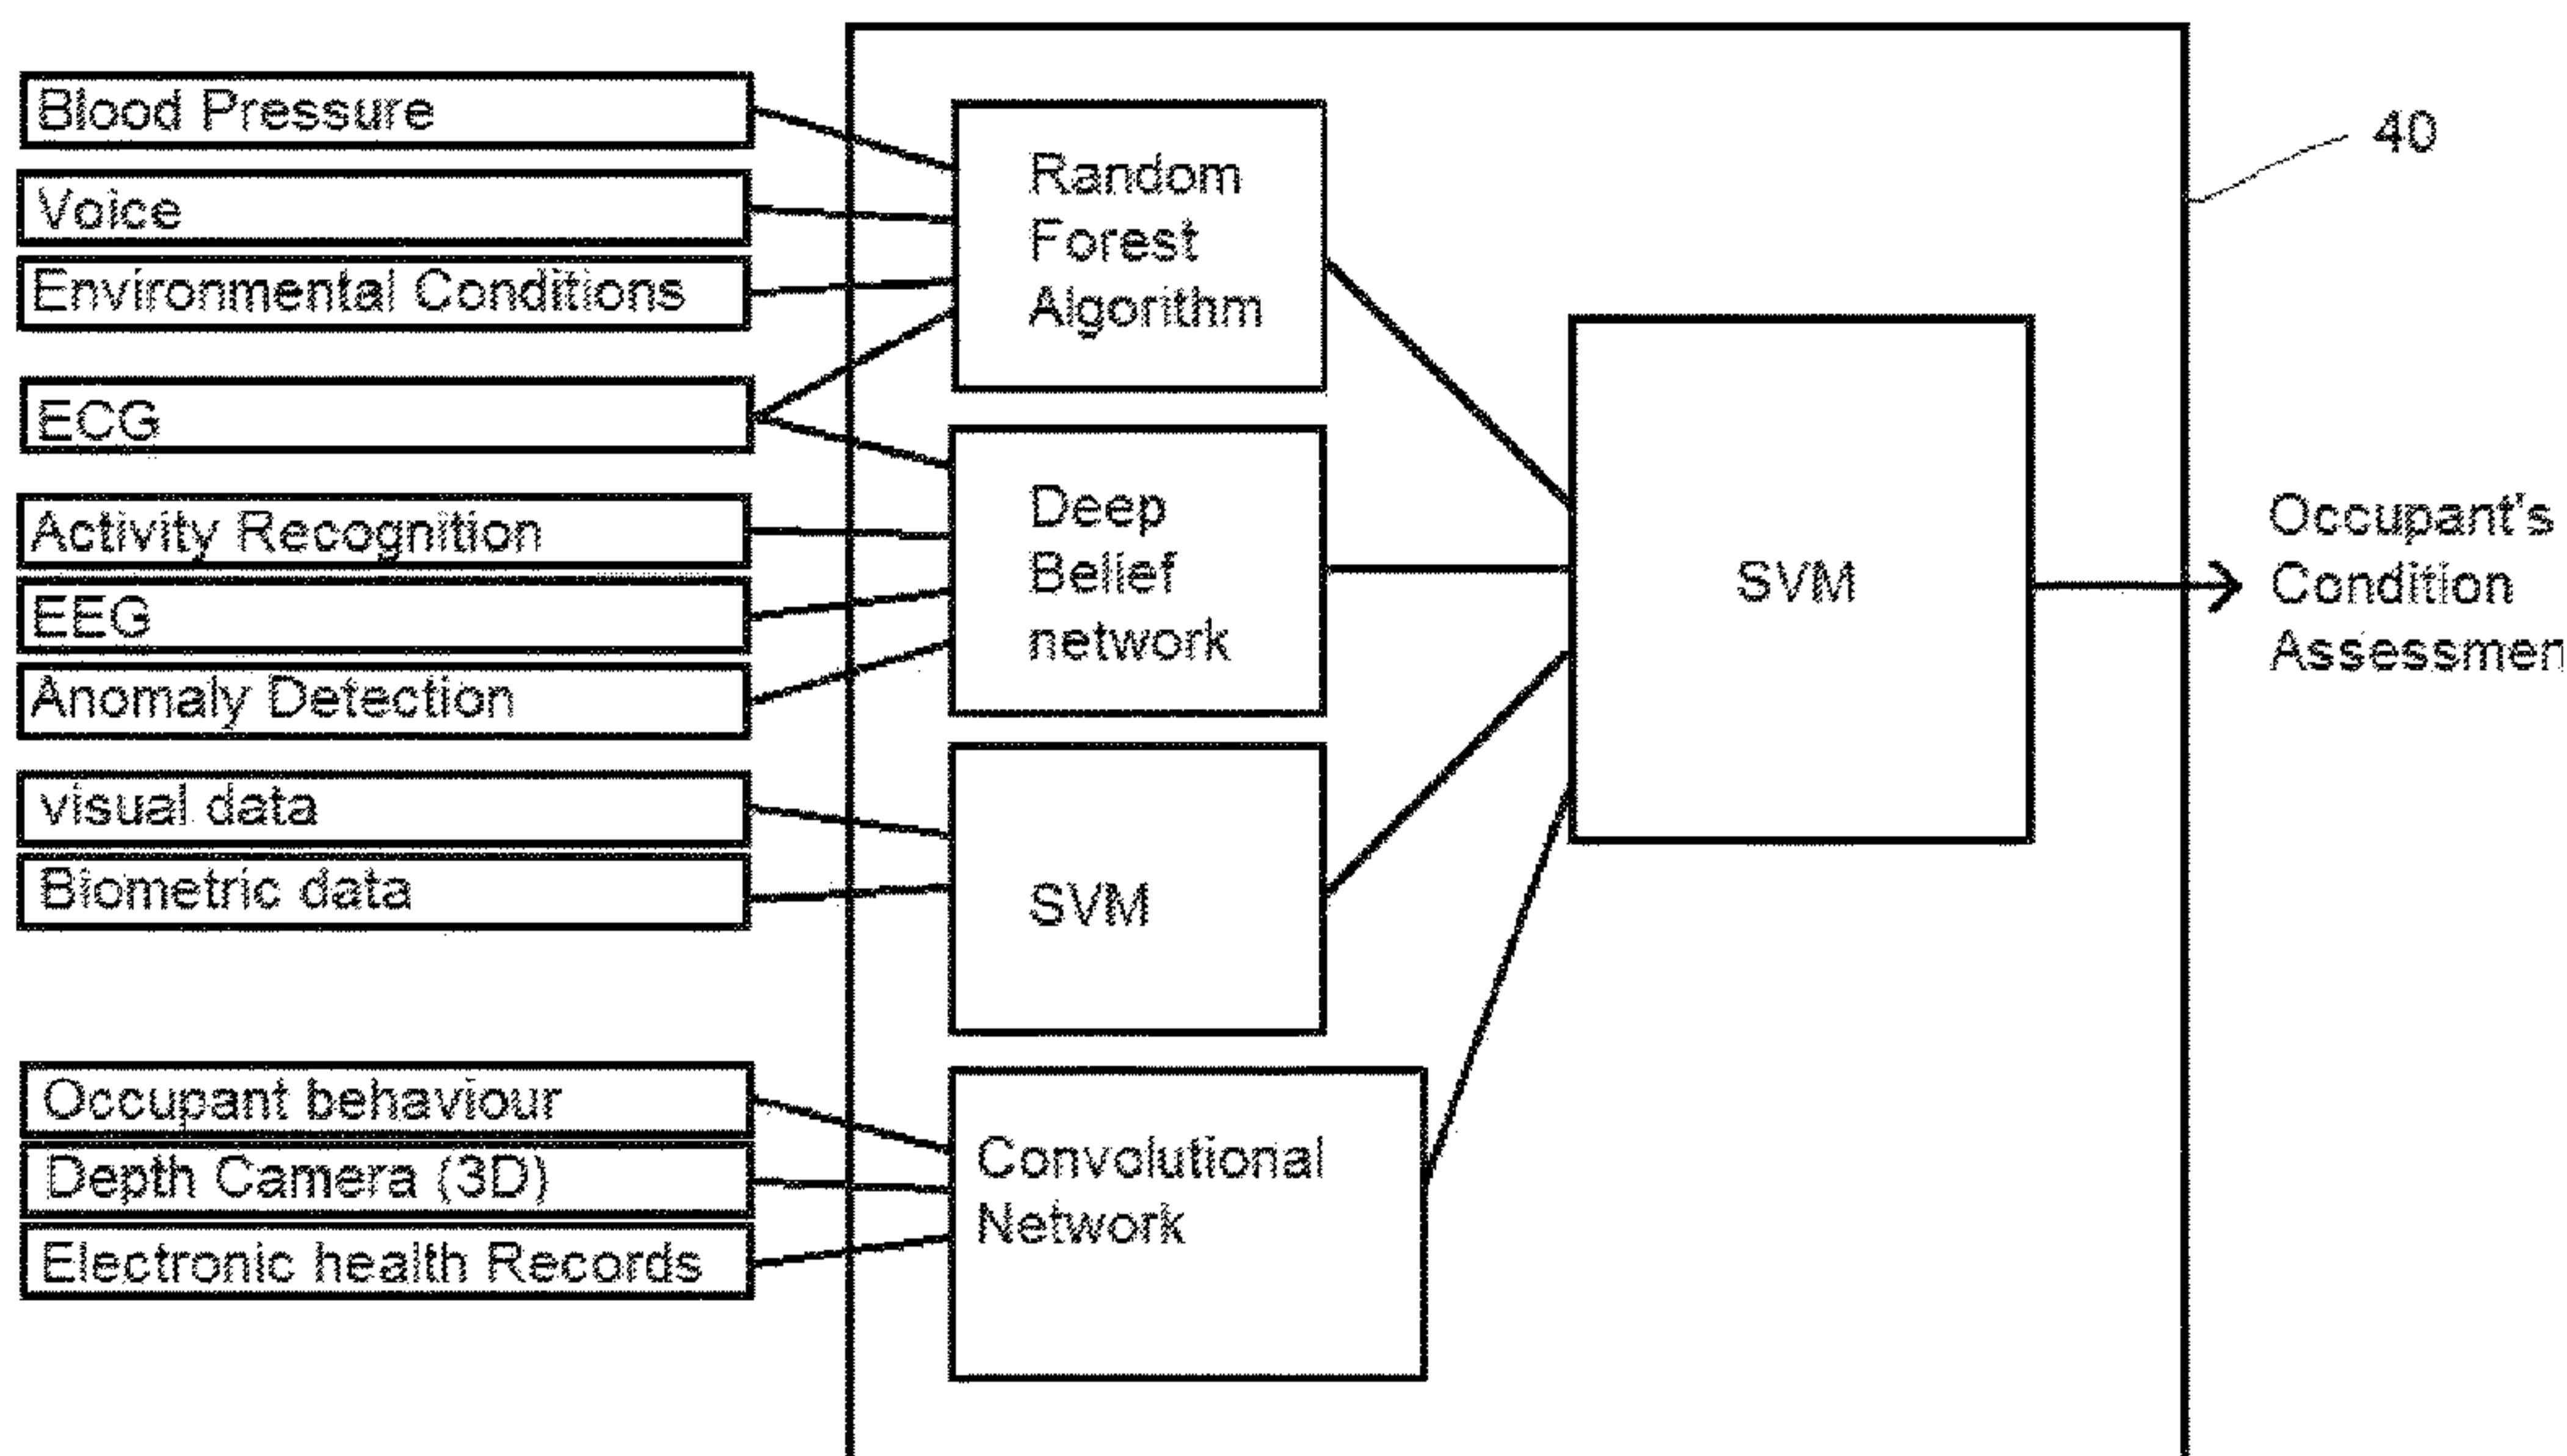 Blood Pressure
Voice
Environmental Conditions
ECG
Activity Recognition
EEG
Anomaly Detection
visual data
Biometric data
Occupant behaviour
Depth Camera (3D)
Electronic health Records
Random
Forest
Algorithm
Deep
Belief
network
SVM
Convolutional
Network
SVM
40
Occupant's
Condition
Assessmen